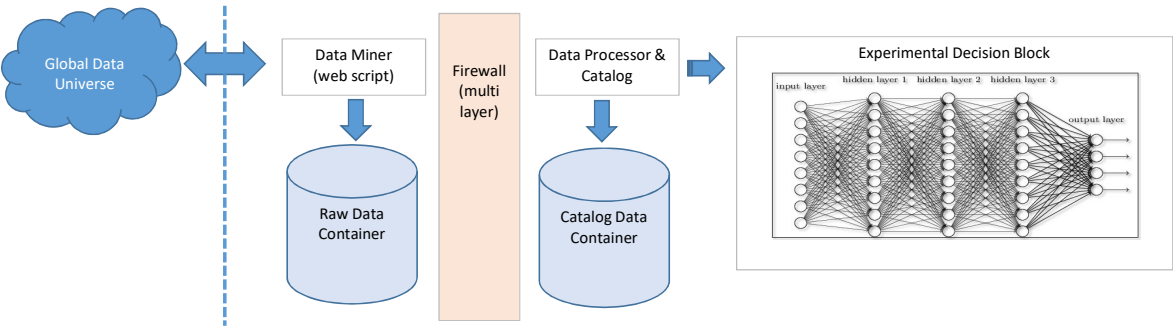 Global Data
Universe
Data Miner
(web script)
Raw Data
Container
Firewall
(multi
layer)
Data Processor &
Catalog
Catalog Data
Container
Experimental Decision Block
input layer
hidden layer 1
hidden layer 2
hidden layer 3
output layer